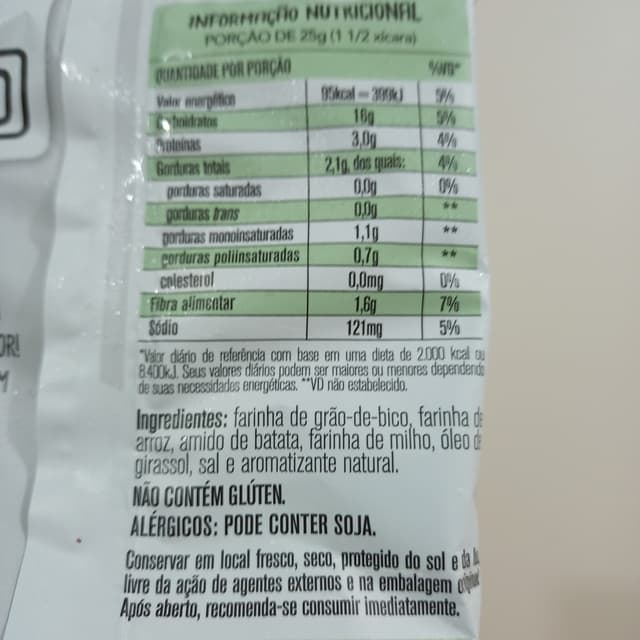 INFORMAÇÃO NUTRICIONAL
PORÇÃO DE 25g (1 1/2 xícara)
QUANTIDADE POR PORÇÃO %VD*
Valor energético 95kcal = 399kJ 5%
Carboidratos 16g 5%
Proteínas 3,0g 4%
Gorduras totais 2,1g, dos quais: 4%
gorduras saturadas 0,0g 0%
gorduras trans 0,0g **
gorduras monoinsaturadas 1,1g **
gorduras poliinsaturadas 0,7g **
colesterol 0,0mg 0%
Fibra alimentar 1,6g 7%
Sódio 121mg 5%
*Valor diário de referência com base em uma dieta de 2.000 kcal ou
8.400kJ. Seus valores diários podem ser maiores ou menores dependendo
de suas necessidades energéticas. **VD não estabelecido.
Ingredientes: farinha de grão-de-bico, farinha de
arroz, amido de batata, farinha de milho, óleo de
girassol, sal e aromatizante natural.
NÃO CONTÉM GLÚTEN.
ALÉRGICOS: PODE CONTER SOJA.
Conservar em local fresco, seco, protegido do sol e da
livre da ação de agentes externos e na embalagem
Após aberto, recomenda-se consumir imediatamente.